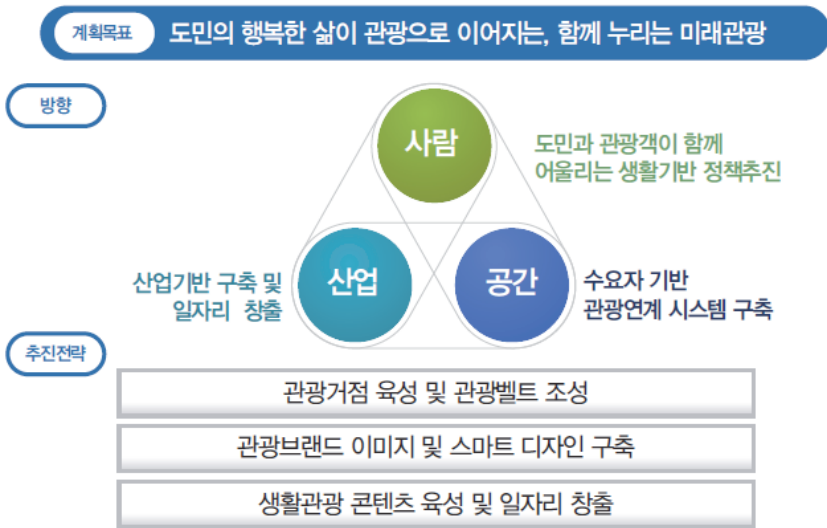 계획목표
도민의 행복한 삶이 관광으로 이어지는, 함께 누리는 미래관광
방향
사람
도민과 관광객이 함께
어울리는 생활기반 정책추진
산업기반 구축 및
일자리 창출
산업
공간
수요자 기반
관광연계 시스템 구축
추진전략
관광거점 육성 및 관광벨트 조성
관광브랜드 이미지 및 스마트 디자인 구축
생활관광 콘텐츠 육성 및 일자리 창출